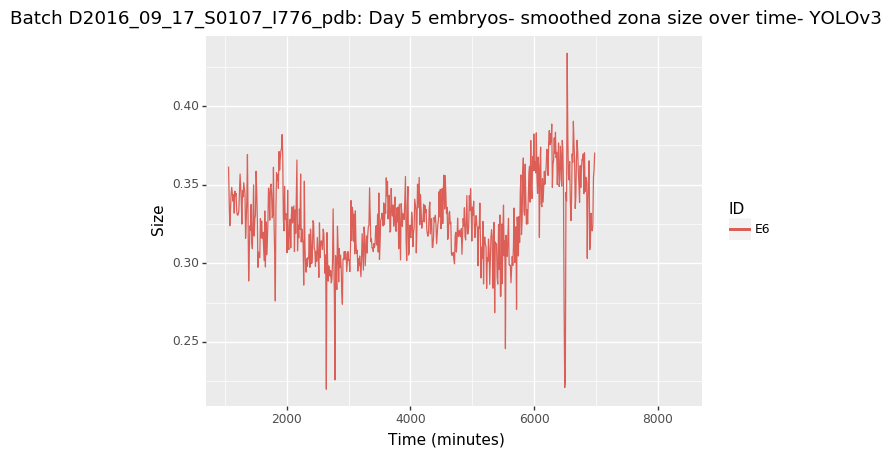 Batch D2016_09_17_S0107_I776_pdb: Day 5 embryos- smoothed zona size over time- YOLOv3
0.40
0.35
0.30
0.25
Size
2000 4000 6000 8000
Time (minutes)
ID
E6